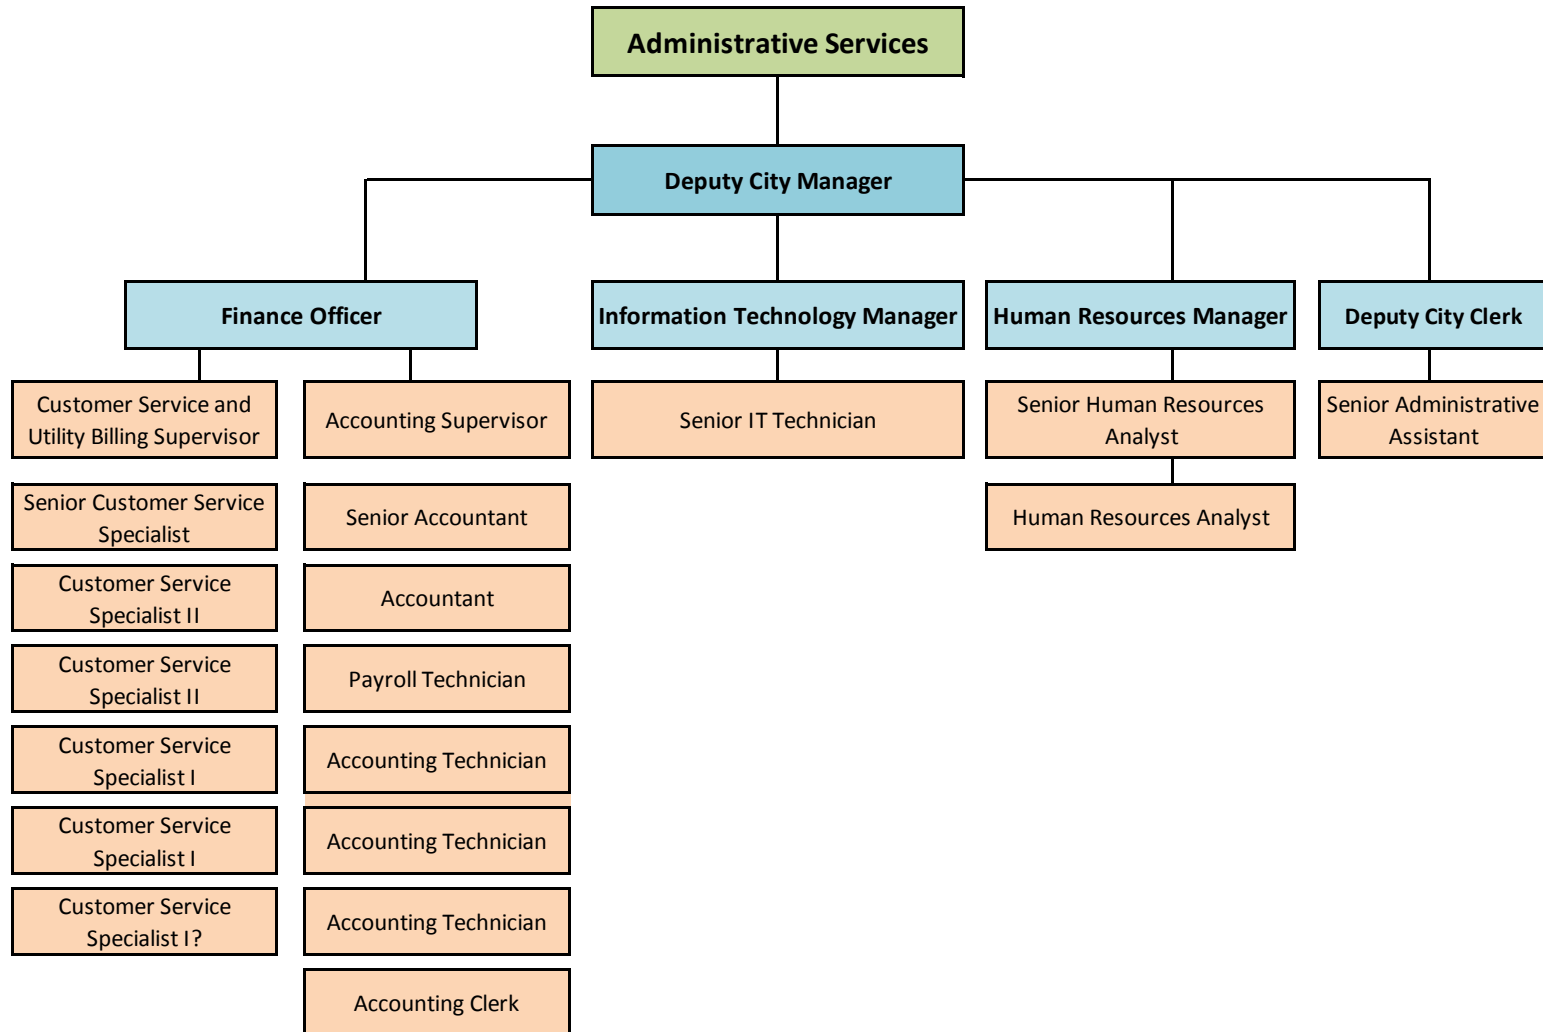 Administrative Services
Deputy City Manager
Finance Officer
Information Technology Manager
Human Resources Manager
Deputy City Clerk
Customer Service and
Utility Billing Supervisor
Accounting Supervisor
Senior IT Technician
Senior Human Resources
Analyst
Senior Administrative
Assistant
Senior Customer Service
Specialist
Senior Accountant
Human Resources Analyst
Customer Service
Specialist II
Accountant
Customer Service
Specialist II
Payroll Technician
Customer Service
Specialist I
Accounting Technician
Customer Service
Specialist I
Accounting Technician
Customer Service
Specialist I?
Accounting Technician
Accounting Clerk